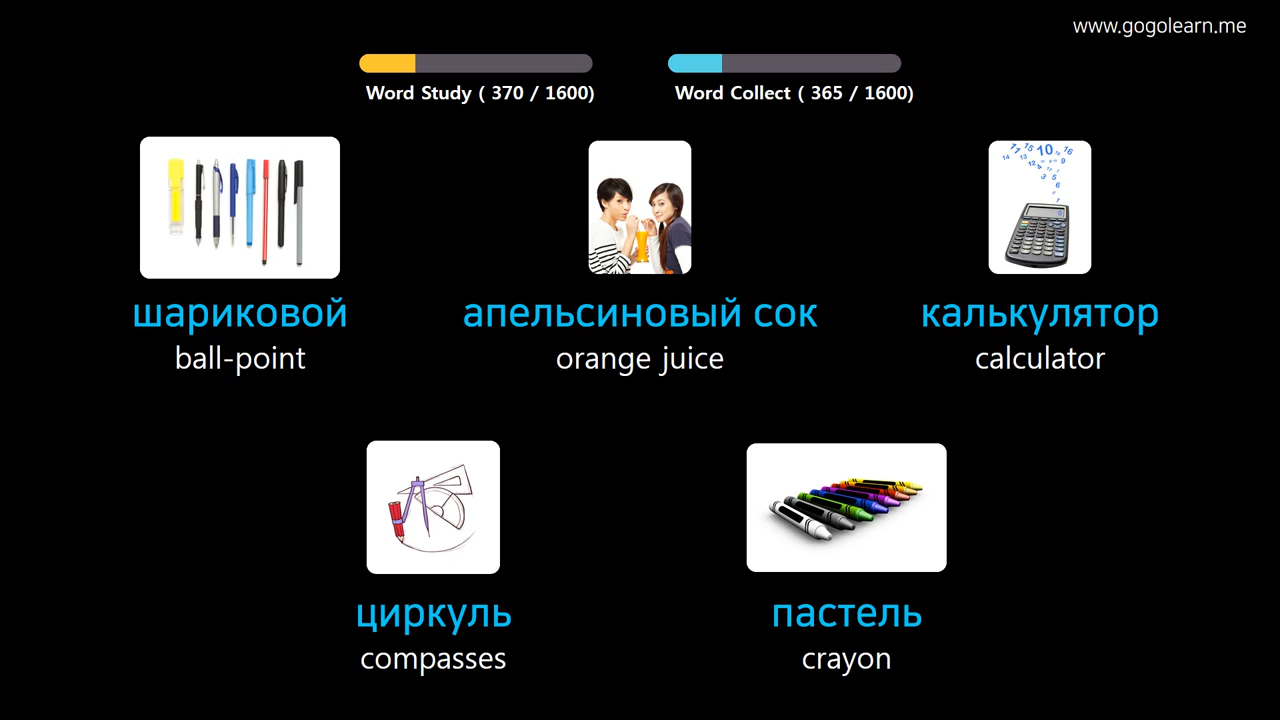 www.gogolearn.me
Word Study ( 370 / 1600)
Word Collect ( 365 / 1600)
шариковой
ball-point
апельсиновый сок
orange juice
калькулятор
calculator
циркуль
compasses
пастель
crayon